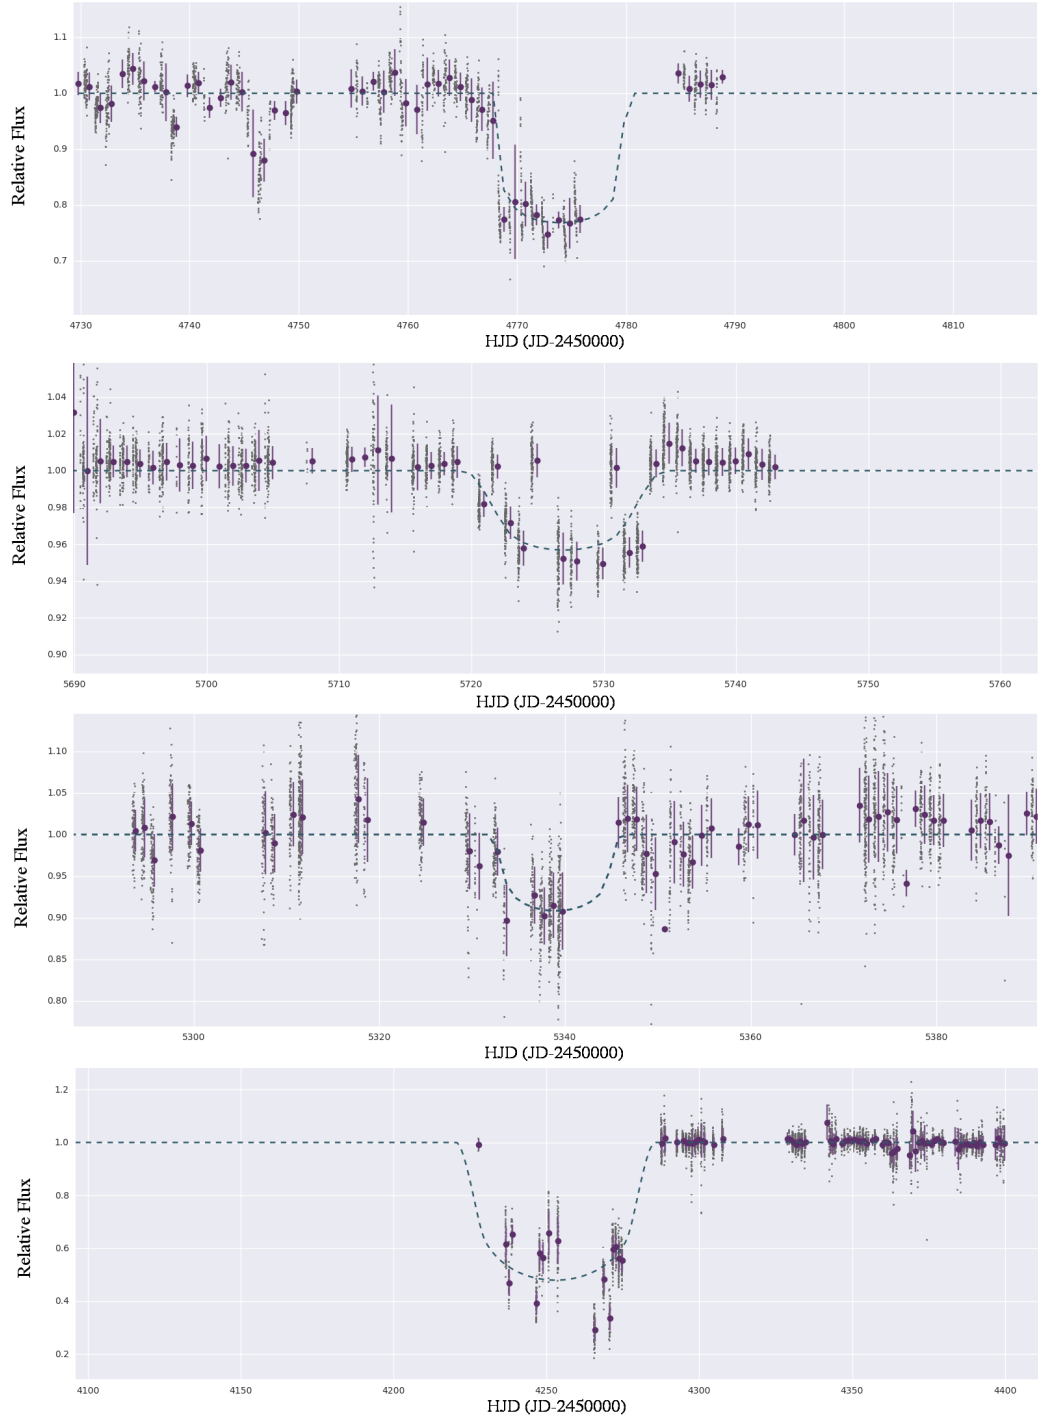 1.1
1.0
0.9
0.8
0.7
Relative Flux
4730 4740 4750 4760 4770 4780 4790 4800 4810
HJD (JD-2450000)
1.04
1.02
1.00
0.98
0.96
0.94
0.92
0.90
Relative Flux
5690 5700 5710 5720 5730 5740 5750 5760
HJD (JD-2450000)
1.10
1.05
1.00
0.95
0.90
0.85
0.80
Relative Flux
5300 5320 5340 5360 5380
HJD (JD-2450000)
1.2
1.0
0.8
0.6
0.4
0.2
Relative Flux
4100 4150 4200 4250 4300 4350 4400
HJD (JD-2450000)